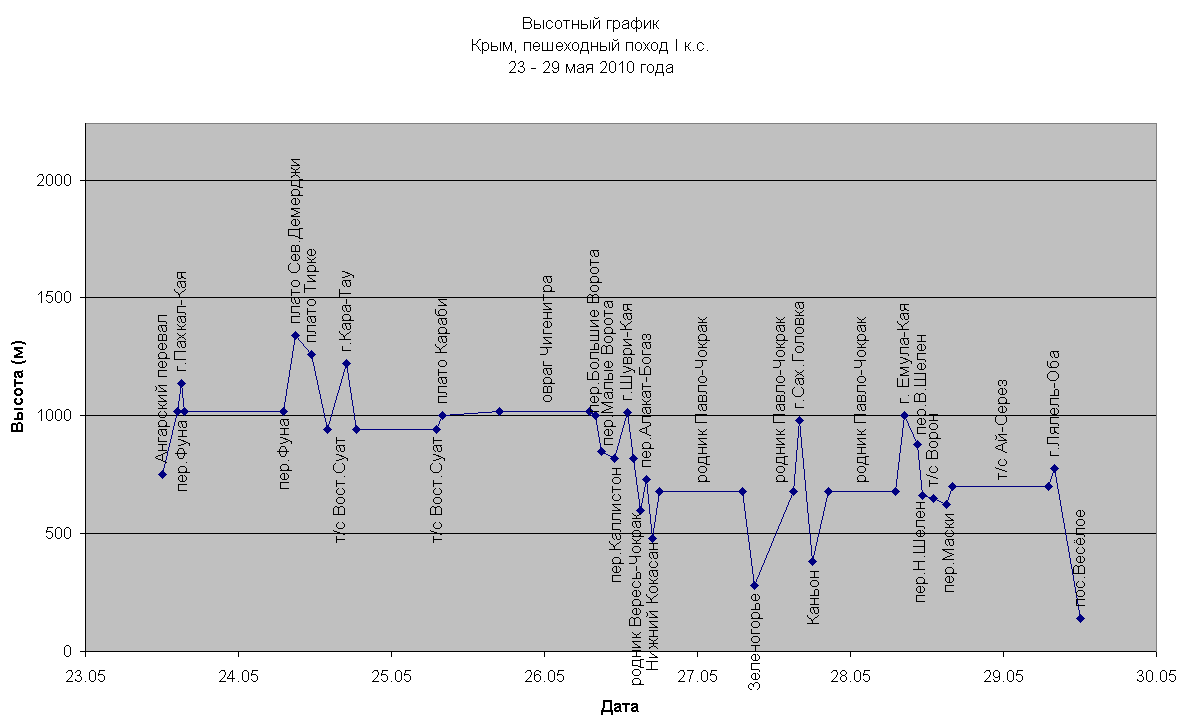 Высотный график
Крым, пешеходный поход I к.с.
23 - 29 мая 2010 года
Высота (м)
2000
1500
1000
500
0
Ангарский перевал
пер.Фуна
г.Пахкал-Кая
пер.Фуна
плато Сев.Демерджи
плато Тирке
т/с Вост.Суат
г.Кара-Тау
т/с Вост.Суат
плато Караби
овраг Чигенитра
пер.Большие Ворота
пер.Малые Ворота
пер.Каллистон
г.Шуври-Кая
родник Вересь-Чокрак
пер.Алакат-Богаз
Нижний Кокасан
родник Павло-Чокрак
Зеленогорье
родник Павло-Чокрак
г.Сах.Головка
Каньон
родник Павло-Чокрак
г. Емула-Кая
пер.В.Шелен
пер.Н.Шелен
т/с Ворон
пер.Маски
т/с Ай-Серез
г.Ляпель-Оба
пос.Весёлое
23.05
24.05
25.05
26.05
27.05
28.05
29.05
30.05
Дата